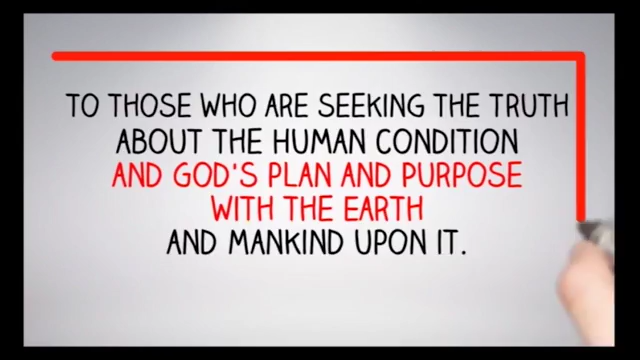 TO THOSE WHO ARE SEEKING THE TRUTH
ABOUT THE HUMAN CONDITION
AND GOD'S PLAN AND PURPOSE
WITH THE EARTH
AND MANKIND UPON IT.